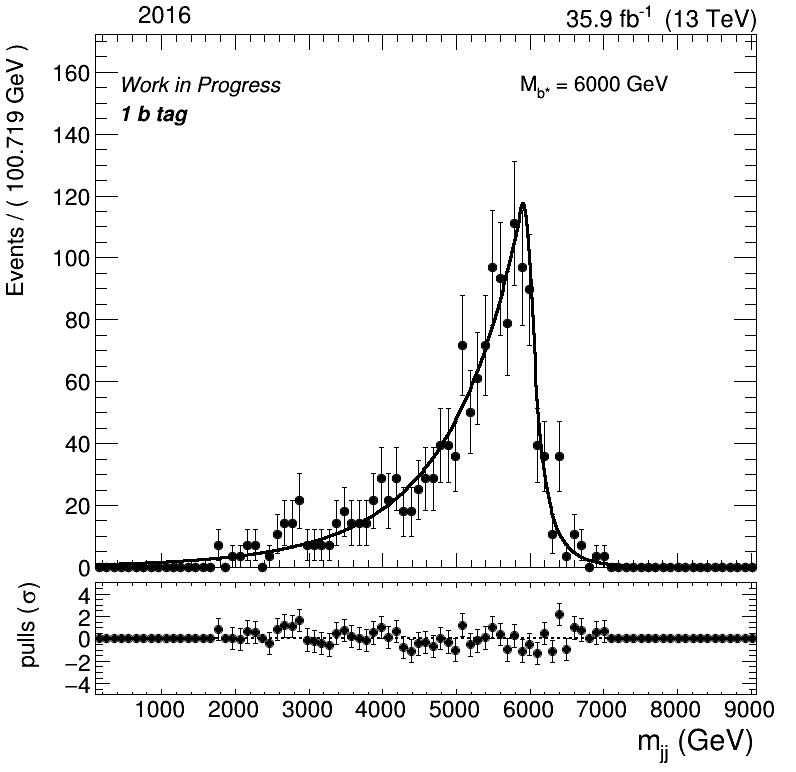 2016 35.9 fb⁻¹ (13 TeV)
Events / ( 100.719 GeV )
160
140
120
100
80
60
40
20
0
Work in Progress
1 b tag
M_b* = 6000 GeV
pulls (σ)
4
2
0
−2
−4
1000 2000 3000 4000 5000 6000 7000 8000 9000
m_jj (GeV)